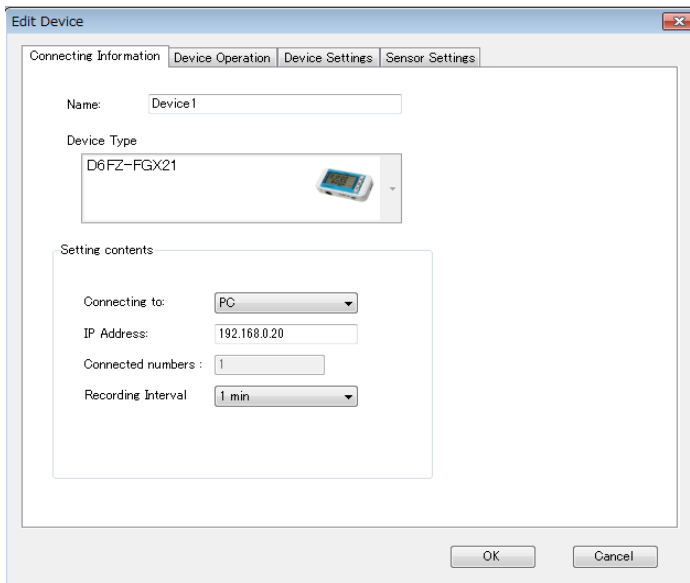 Edit Device
Connecting Information Device Operation Device Settings Sensor Settings
Name: Device1
Device Type
D6FZ-FGX21
Setting contents
Connecting to: PC
IP Address: 192.168.0.20
Connected numbers : 1
Recording Interval 1 min
OK Cancel